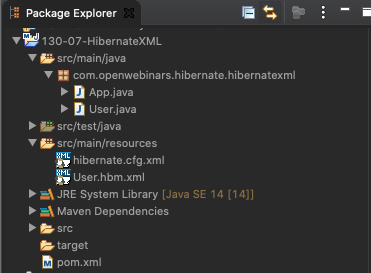 Package Explorer
130-07-HibernateXML
src/main/java
com.openwebinars.hibernate.hibernatexml
App.java
User.java
src/test/java
src/main/resources
hibernate.cfg.xml
User.hbm.xml
JRE System Library [Java SE 14 [14]]
Maven Dependencies
src
target
pom.xml